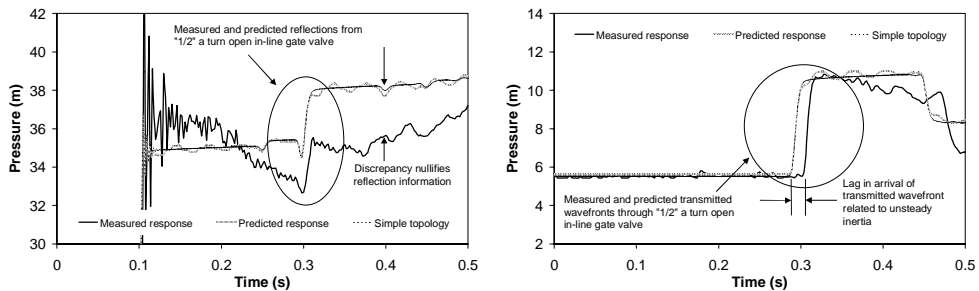 42
40
38
36
34
32
30
Pressure (m)
Measured and predicted reflections from
"1/2" a turn open in-line gate valve
Discrepancy nullifies
reflection information
Measured response
Predicted response
Simple topology
0
0.1
0.2
0.3
0.4
0.5
Time (s)
14
12
10
8
6
4
2
Pressure (m)
Measured response
Predicted response
Simple topology
Measured and predicted transmitted
wavefronts through "1/2" a turn open
in-line gate valve
Lag in arrival of
transmitted wavefront
related to unsteady
inertia
0
0.1
0.2
0.3
0.4
0.5
Time (s)